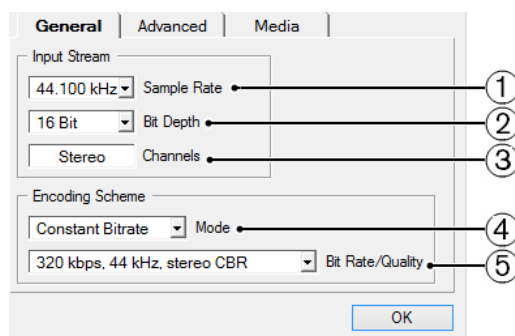 General Advanced Media
Input Stream
44.100 kHz Sample Rate 1
16 Bit Bit Depth 2
Stereo Channels 3
Encoding Scheme
Constant Bitrate Mode 4
320 kbps, 44 kHz, stereo CBR Bit Rate/Quality 5
OK